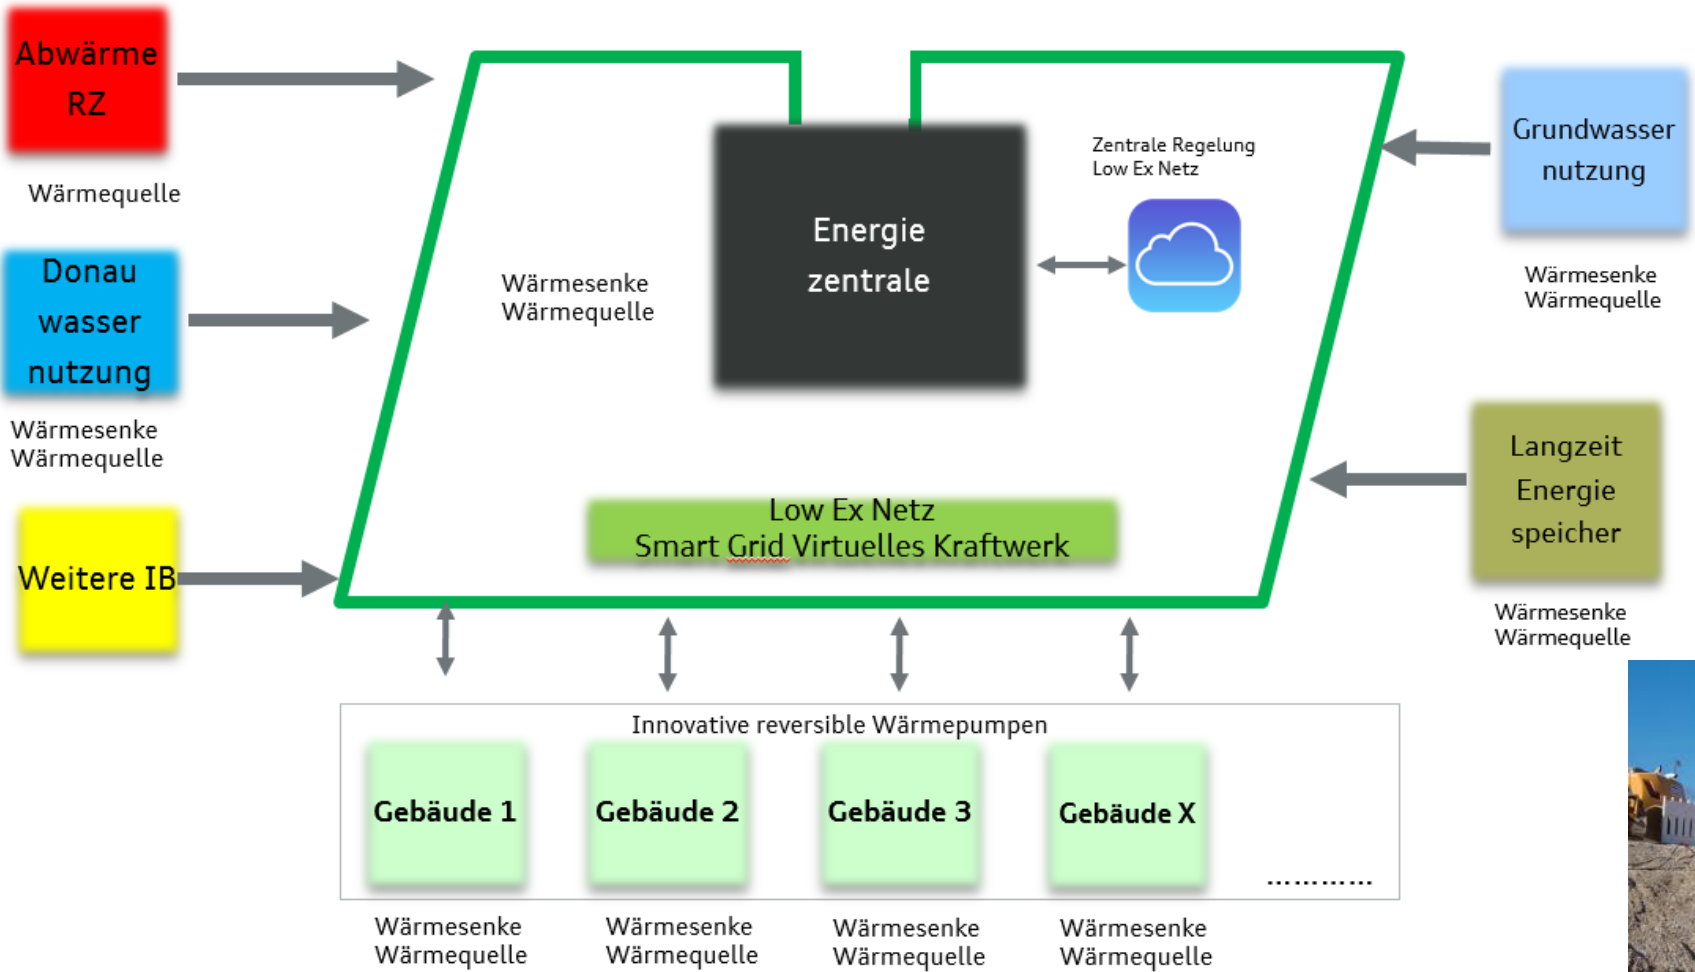 Abwärme
RZ
Wärmequelle
Donau
wasser
nutzung
Wärmesenke
Wärmequelle
Weitere IB
Wärmesenke
Wärmequelle
Energie
zentrale
Zentrale Regelung
Low Ex Netz
Low Ex Netz
Smart Grid Virtuelles Kraftwerk
Grundwasser
nutzung
Wärmesenke
Wärmequelle
Langzeit
Energie
speicher
Wärmesenke
Wärmequelle
Innovative reversible Wärmepumpen
Gebäude 1
Gebäude 2
Gebäude 3
Gebäude X
............
Wärmesenke
Wärmequelle
Wärmesenke
Wärmequelle
Wärmesenke
Wärmequelle
Wärmesenke
Wärmequelle